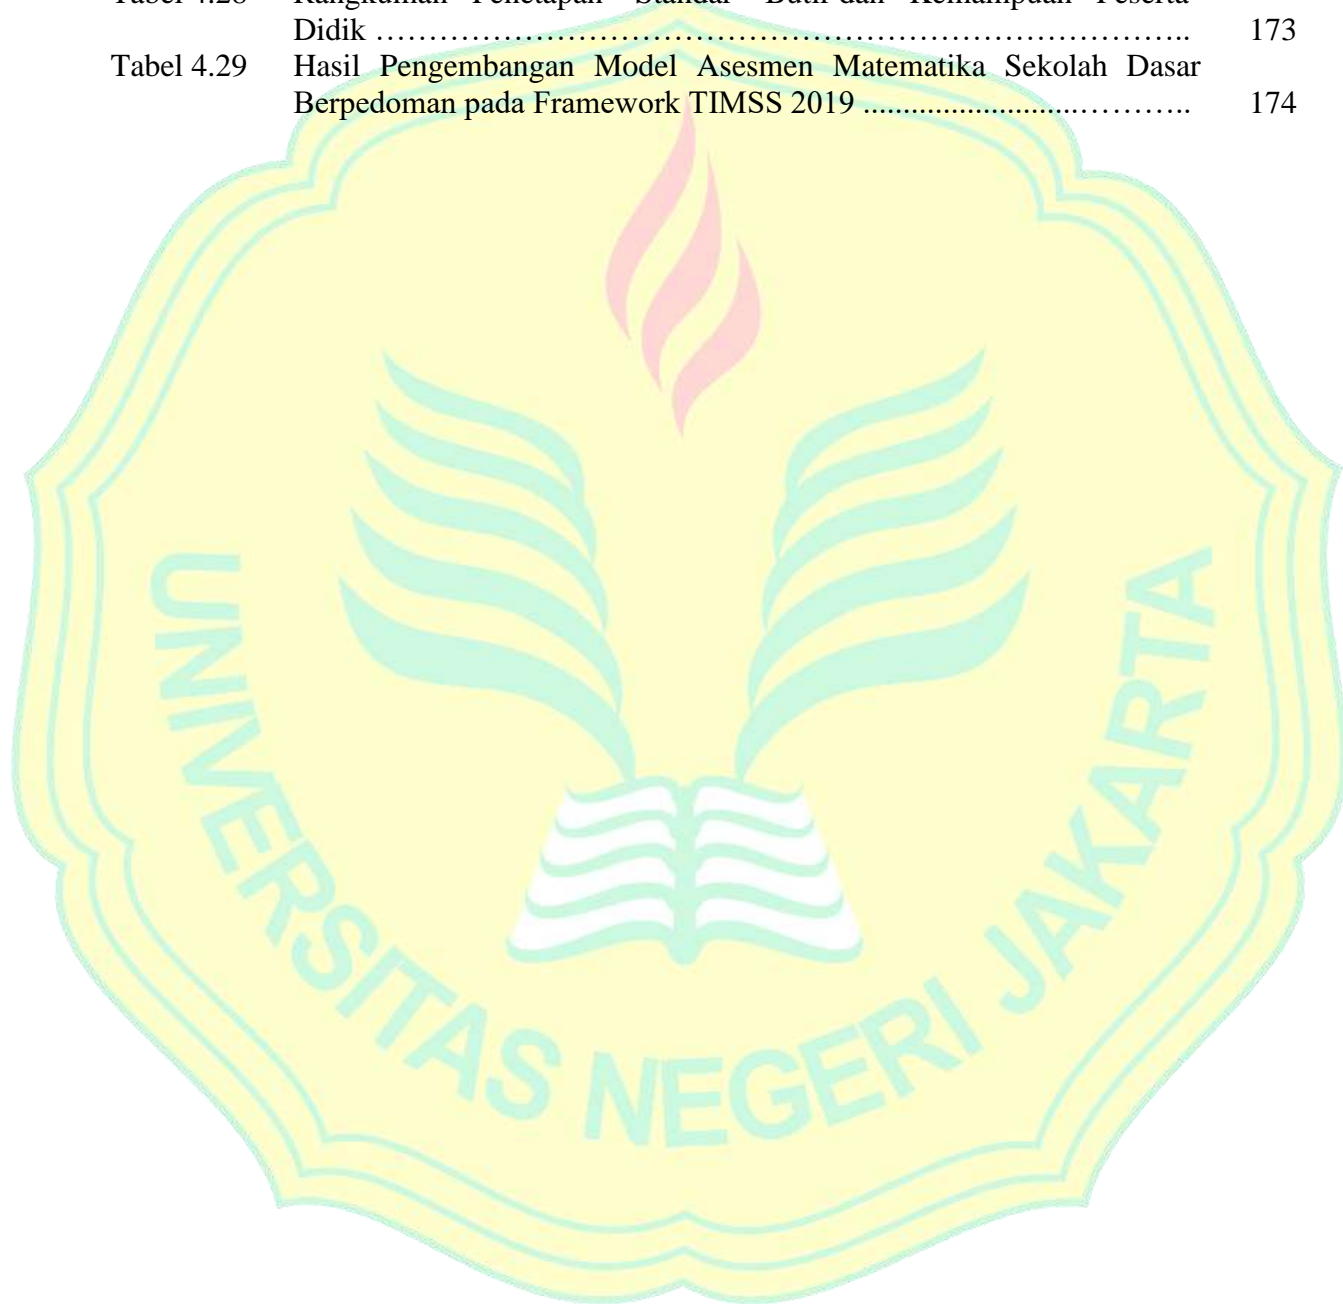 Tabel 4.28 Rangkuman Penetapan Standar Butir dan Kemampuan Peserta
Didik ……………………………………………………………………….. 173
Tabel 4.29 Hasil Pengembangan Model Asesmen Matematika Sekolah Dasar
Berpedoman pada Framework TIMSS 2019 ...........................……….. 174
UNIVERSITAS NEGERI JAKARTA